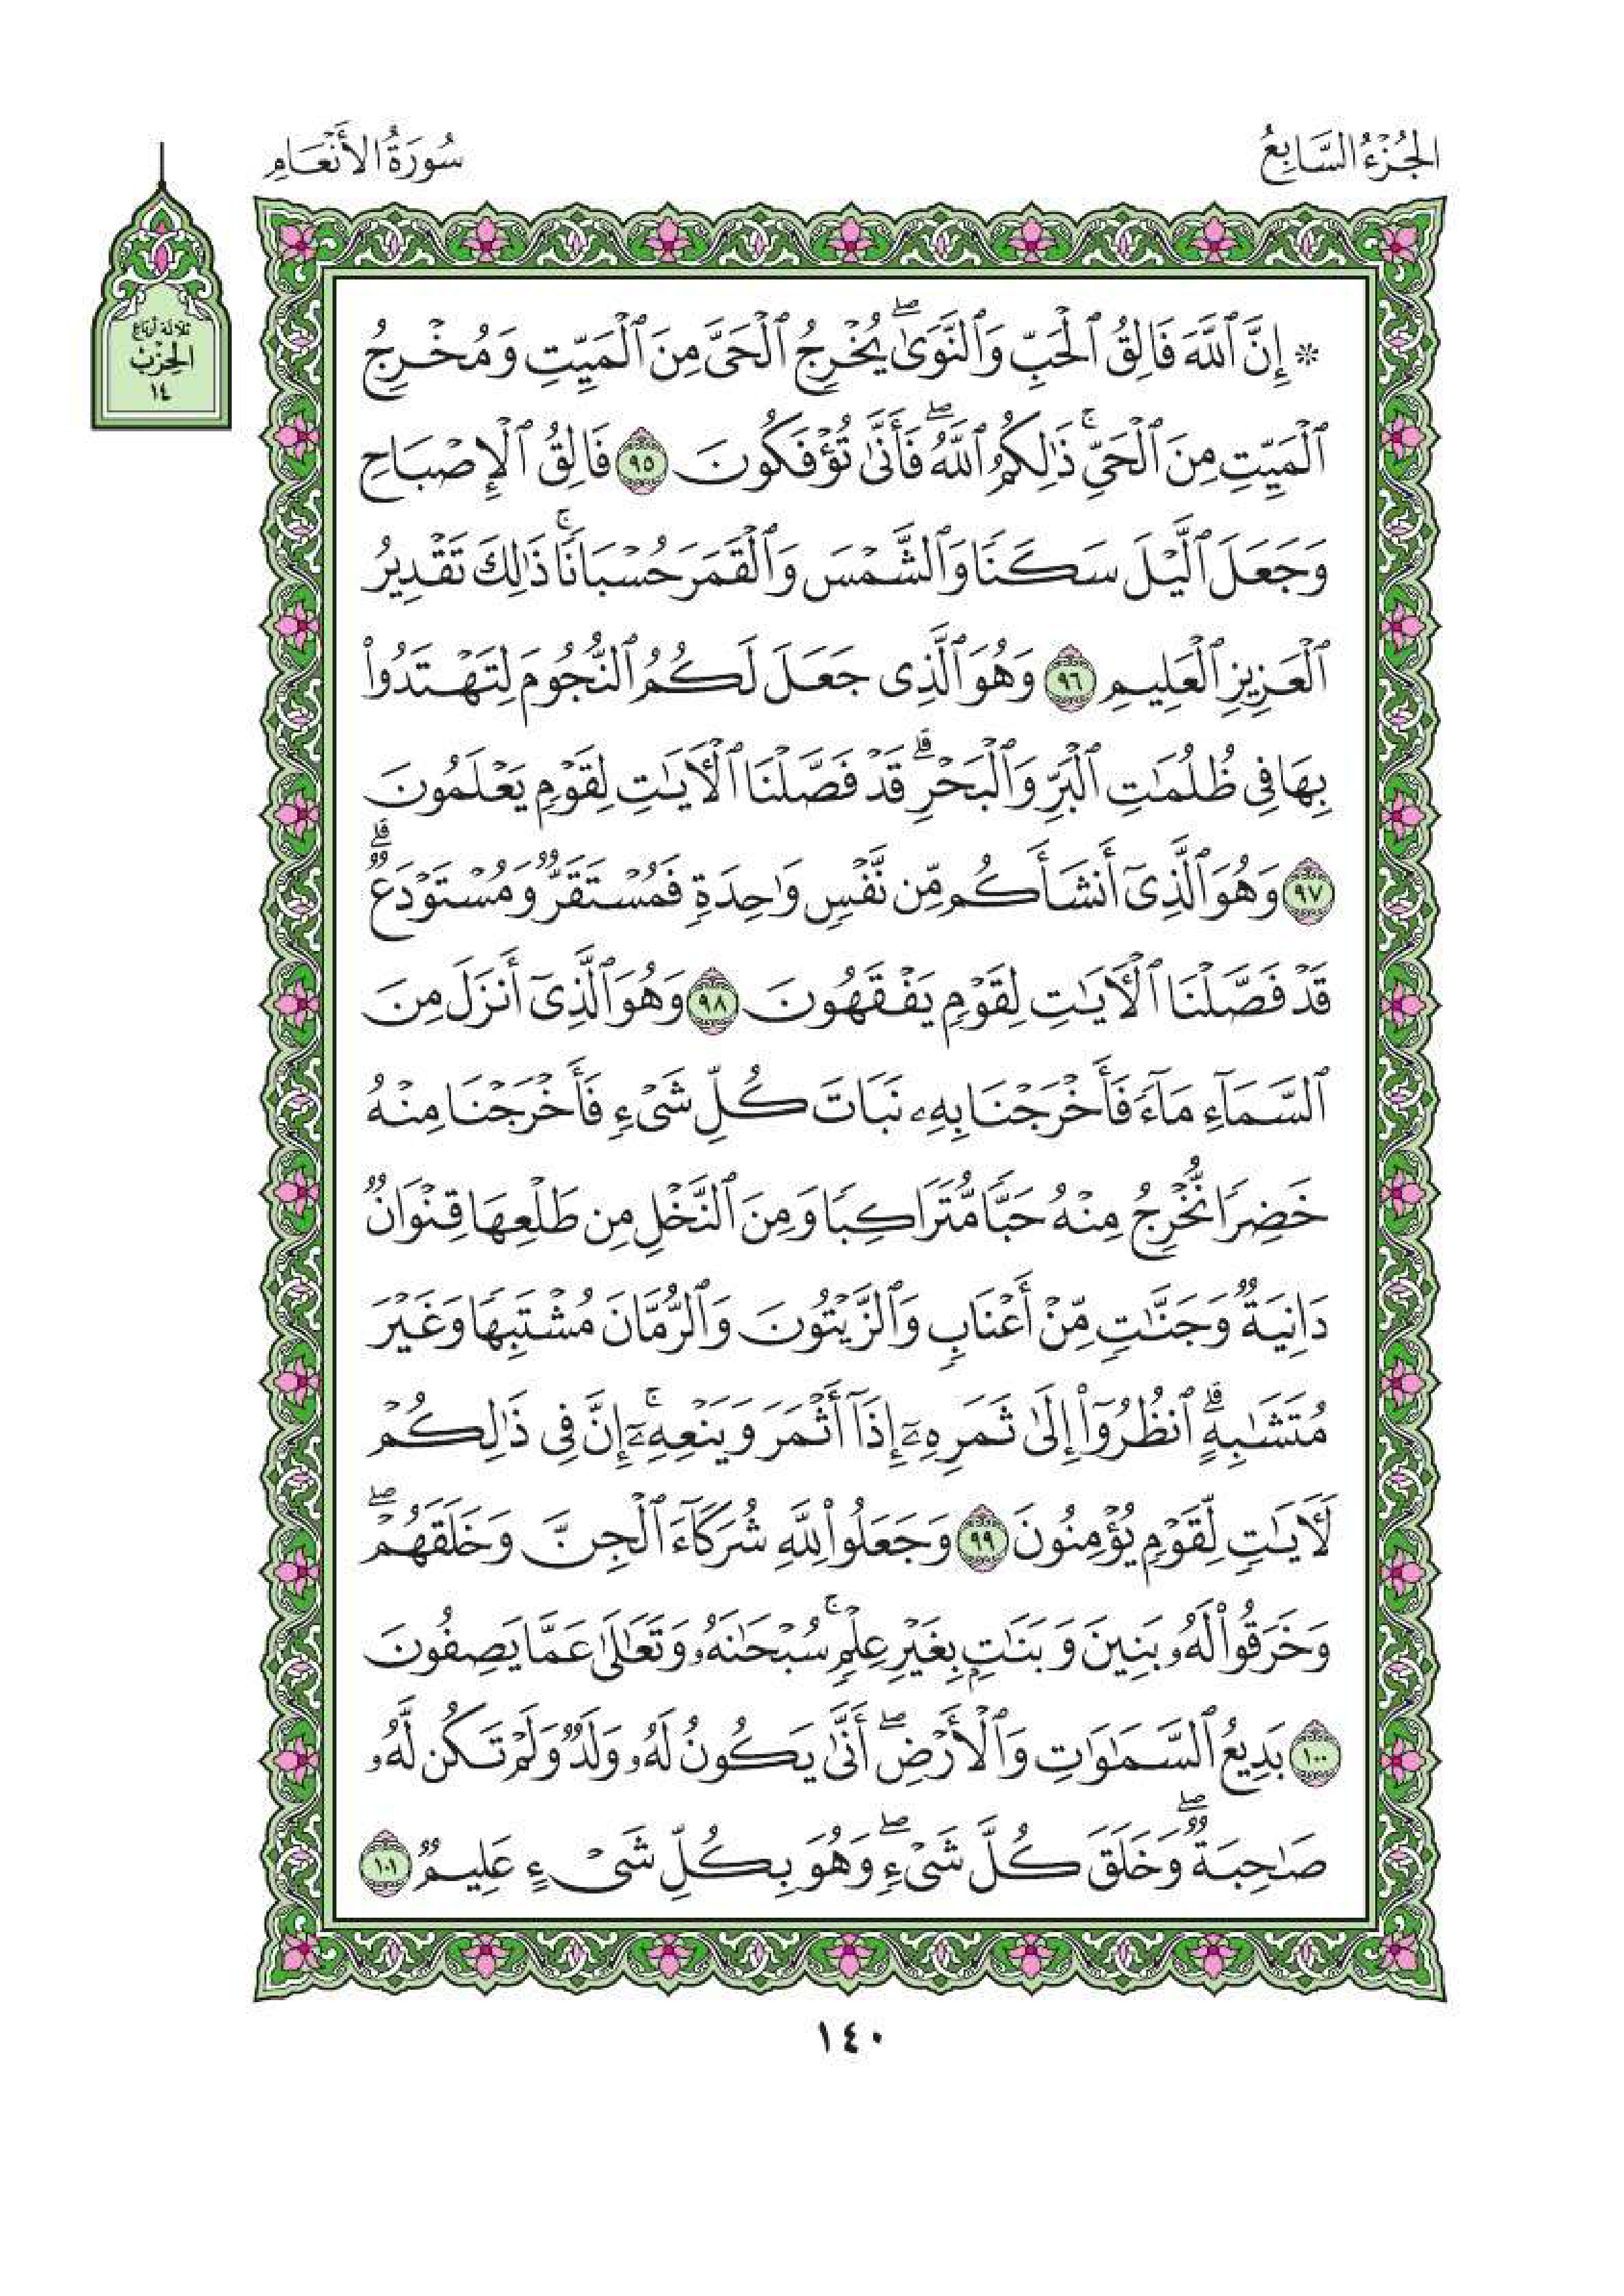 الجُزْءُ السَّابِعُ
سُورَةُ الأَنْعَامِ
ثلاثة أرباع
الحِزْب
١٤
۞ إِنَّ ٱللَّهَ فَالِقُ ٱلْحَبِّ وَٱلنَّوَىٰۖ يُخْرِجُ ٱلْحَىَّ مِنَ ٱلْمَيِّتِ وَمُخْرِجُ
ٱلْمَيِّتِ مِنَ ٱلْحَىِّۚ ذَٰلِكُمُ ٱللَّهُۖ فَأَنَّىٰ تُؤْفَكُونَ ٩٥ فَالِقُ ٱلْإِصْبَاحِ
وَجَعَلَ ٱلَّيْلَ سَكَنًا وَٱلشَّمْسَ وَٱلْقَمَرَ حُسْبَانًاۚ ذَٰلِكَ تَقْدِيرُ
ٱلْعَزِيزِ ٱلْعَلِيمِ ٩٦ وَهُوَ ٱلَّذِى جَعَلَ لَكُمُ ٱلنُّجُومَ لِتَهْتَدُوا۟
بِهَا فِى ظُلُمَٰتِ ٱلْبَرِّ وَٱلْبَحْرِۗ قَدْ فَصَّلْنَا ٱلْءَايَٰتِ لِقَوْمٍ يَعْلَمُونَ
٩٧ وَهُوَ ٱلَّذِىٓ أَنشَأَكُم مِّن نَّفْسٍ وَٰحِدَةٍ فَمُسْتَقَرٌّ وَمُسْتَوْدَعٌۗ
قَدْ فَصَّلْنَا ٱلْءَايَٰتِ لِقَوْمٍ يَفْقَهُونَ ٩٨ وَهُوَ ٱلَّذِىٓ أَنزَلَ مِنَ
ٱلسَّمَآءِ مَآءً فَأَخْرَجْنَا بِهِۦ نَبَاتَ كُلِّ شَىْءٍ فَأَخْرَجْنَا مِنْهُ
خَضِرًا نُّخْرِجُ مِنْهُ حَبًّا مُّتَرَاكِبًا وَمِنَ ٱلنَّخْلِ مِن طَلْعِهَا قِنْوَانٌ
دَانِيَةٌ وَجَنَّٰتٍ مِّنْ أَعْنَابٍ وَٱلزَّيْتُونَ وَٱلرُّمَّانَ مُشْتَبِهًا وَغَيْرَ
مُتَشَٰبِهٍۗ ٱنظُرُوٓا۟ إِلَىٰ ثَمَرِهِۦٓ إِذَآ أَثْمَرَ وَيَنْعِهِۦٓۚ إِنَّ فِى ذَٰلِكُمْ
لَءَايَٰتٍ لِّقَوْمٍ يُؤْمِنُونَ ٩٩ وَجَعَلُوا۟ لِلَّهِ شُرَكَآءَ ٱلْجِنَّ وَخَلَقَهُمْۖ
وَخَرَقُوا۟ لَهُۥ بَنِينَ وَبَنَٰتٍۭ بِغَيْرِ عِلْمٍۚ سُبْحَٰنَهُۥ وَتَعَٰلَىٰ عَمَّا يَصِفُونَ
١٠٠ بَدِيعُ ٱلسَّمَٰوَٰتِ وَٱلْأَرْضِۖ أَنَّىٰ يَكُونُ لَهُۥ وَلَدٌ وَلَمْ تَكُن لَّهُۥ
صَٰحِبَةٌۖ وَخَلَقَ كُلَّ شَىْءٍۖ وَهُوَ بِكُلِّ شَىْءٍ عَلِيمٌ ١٠١
١٤٠